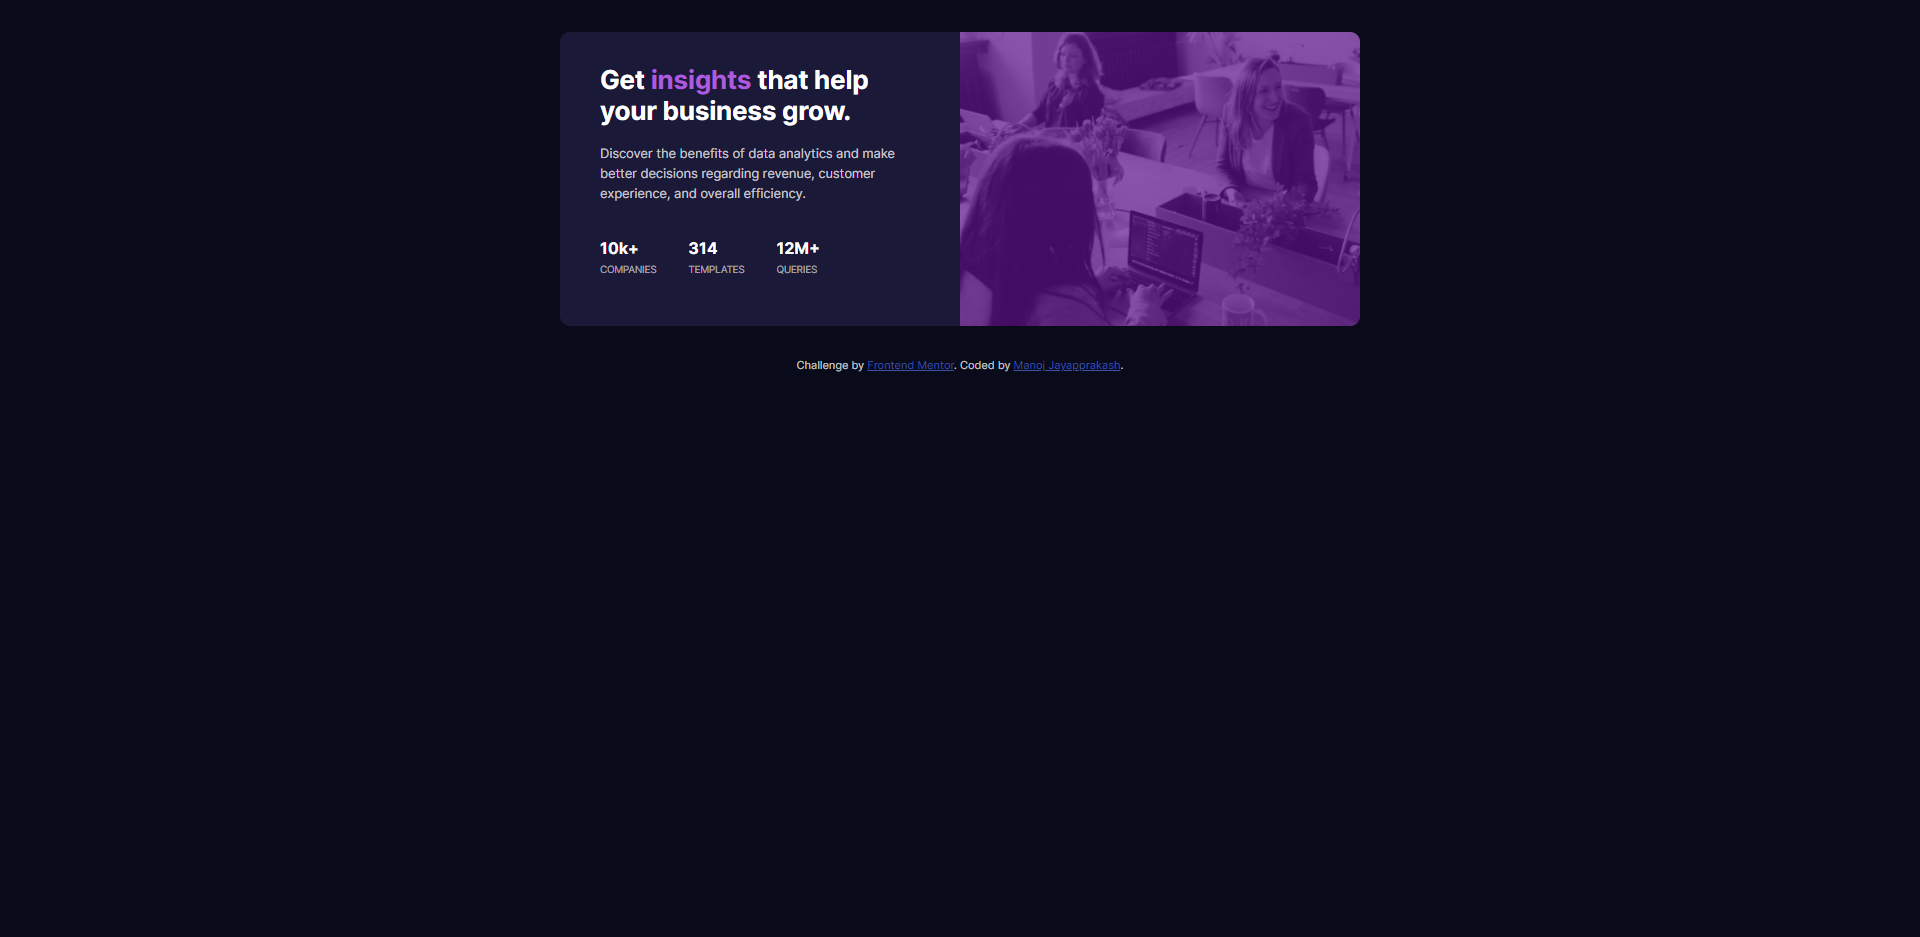 Get insights that help
your business grow.
Discover the benefits of data analytics and make
better decisions regarding revenue, customer
experience, and overall efficiency.
10k+ 314 12M+
COMPANIES TEMPLATES QUERIES
Challenge by Frontend Mentor. Coded by Manoj Jayapprakash.